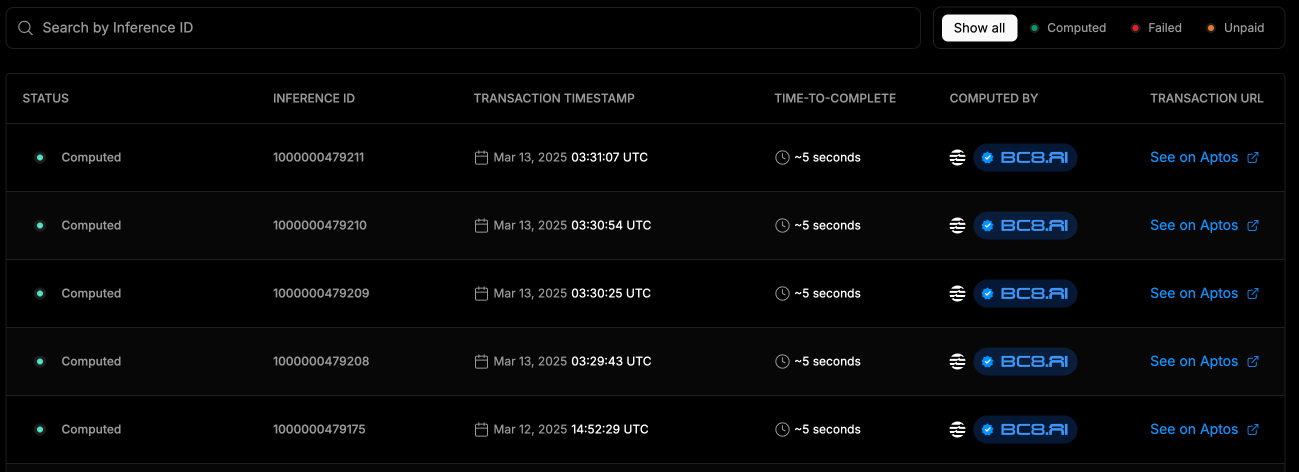 Search by Inference ID
Show all Computed Failed Unpaid
STATUS INFERENCE ID TRANSACTION TIMESTAMP TIME-TO-COMPLETE COMPUTED BY TRANSACTION URL
Computed 1000000479211 Mar 13, 2025 03:31:07 UTC ~5 seconds BC8.AI See on Aptos
Computed 1000000479210 Mar 13, 2025 03:30:54 UTC ~5 seconds BC8.AI See on Aptos
Computed 1000000479209 Mar 13, 2025 03:30:25 UTC ~5 seconds BC8.AI See on Aptos
Computed 1000000479208 Mar 13, 2025 03:29:43 UTC ~5 seconds BC8.AI See on Aptos
Computed 1000000479175 Mar 12, 2025 14:52:29 UTC ~5 seconds BC8.AI See on Aptos